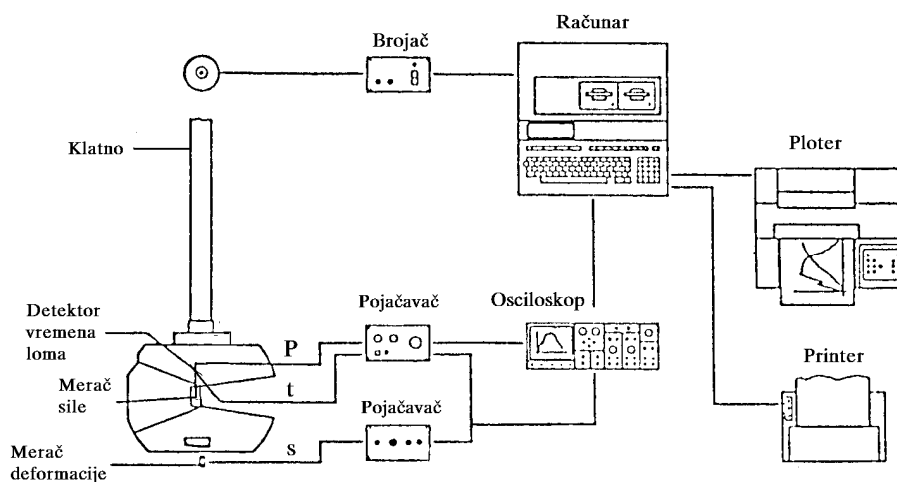 Računar
Brojač
Klatno
Ploter
Detektor
vremena
loma
Pojačavač
Osciloskop
P
t
Merač
sile
Pojačavač
Printer
s
Merač
deformacije